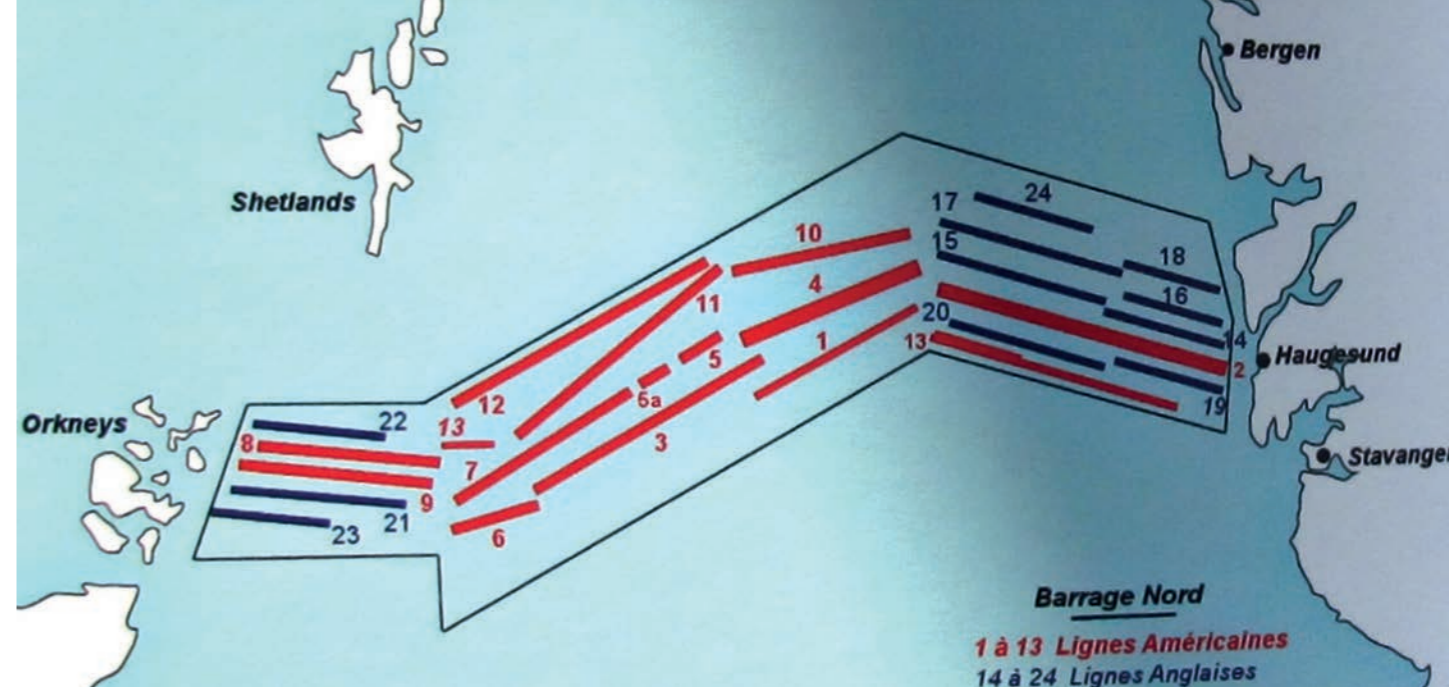 Bergen
Shetlands
24
17
15
10
18
4
16
11
20
14
1
13
Haugesund
2
5
12
5a
19
Orkneys
22
13
8
3
Stavanger
7
9
21
23
6
Barrage Nord
1 à 13 Lignes Américaines
14 à 24 Lignes Anglaises